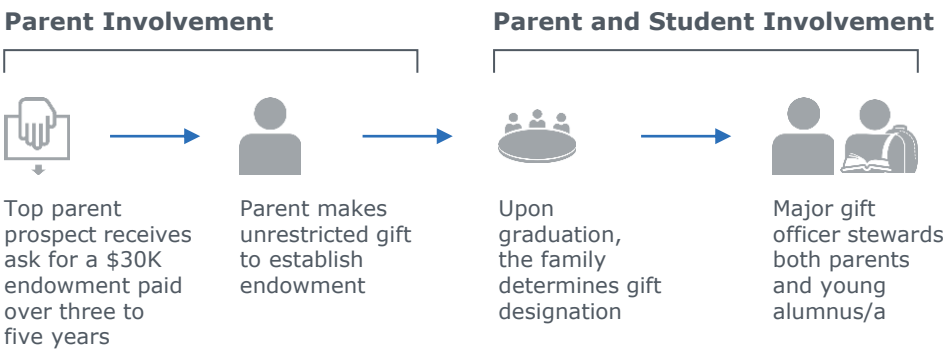 Parent Involvement
Parent and Student Involvement
Top parent
prospect receives
ask for a $30K
endowment paid
over three to
five years
Parent makes
unrestricted gift
to establish
endowment
Upon
graduation,
the family
determines gift
designation
Major gift
officer stewards
both parents
and young
alumnus/a